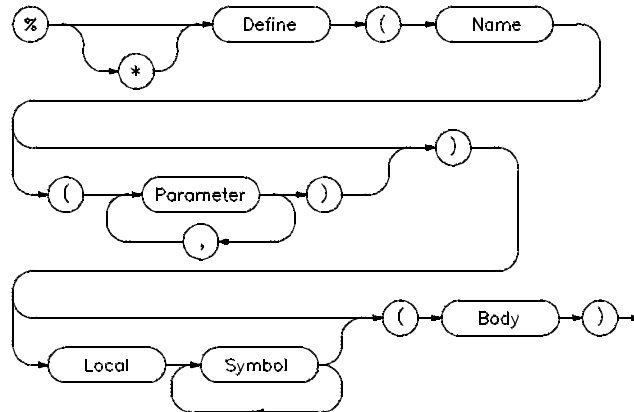 % Define ( Name
*
)
( Parameter )
,
( Body )
Local Symbol